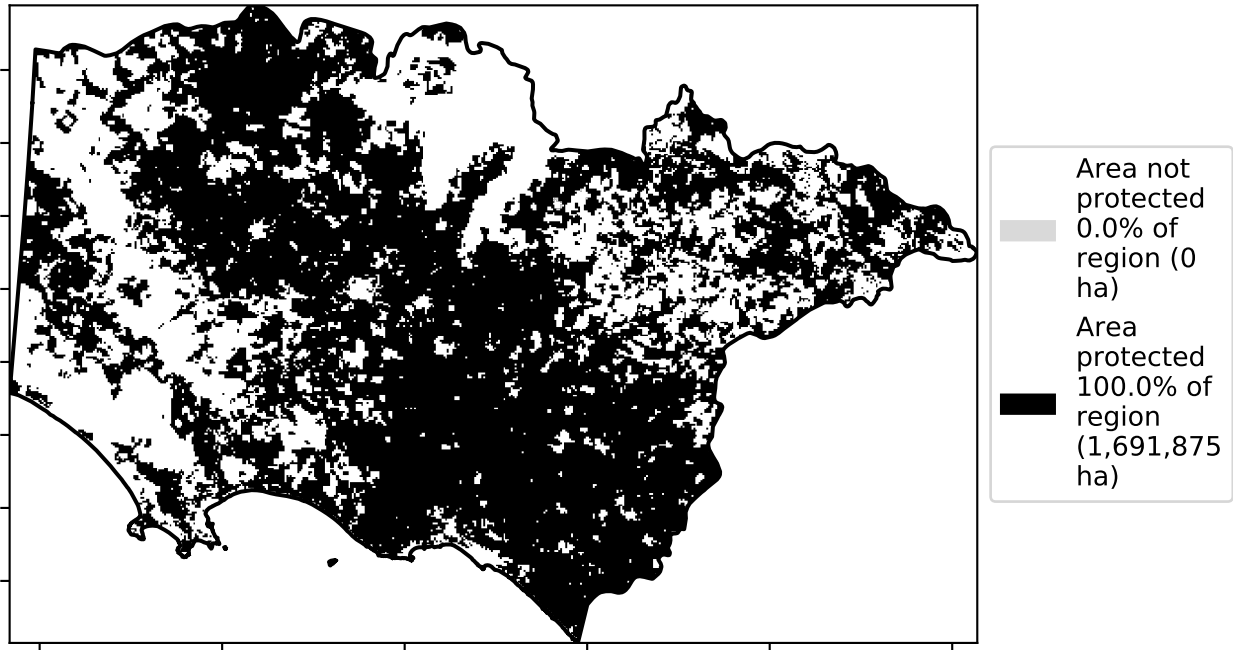 Area not
protected
0.0% of
region (0
ha)
Area
protected
100.0% of
region
(1,691,875
ha)